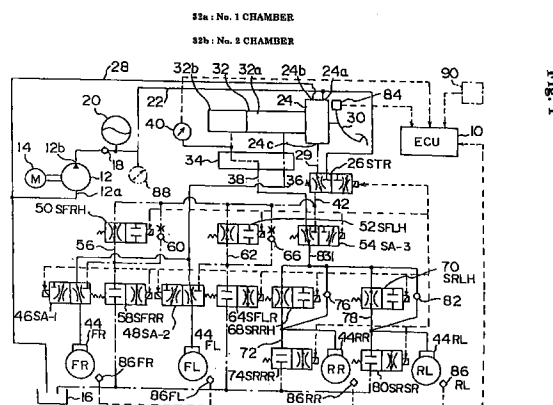 32a : No. 1 CHAMBER
32b : No. 2 CHAMBER
28 32b 32 32a 24b 24a 90
22 24 84
20 30
40 24c ECU 10
14 12b 34 29
M 18 36 26STR
12 88 38
12a 42
50 SFRH 52 SFLH
54 SA-3
56 60 62 66 831
70 SRLH
46SA-1 58SFRR 48SA-2 64SFLR 76 78 82
68SRRH
44 FR 44 FL 72 44RR 44RL
FR FL RR RL
86FR 74SRRR 86 RL
16 86FL 86RR 80SRSR
FIG. 1